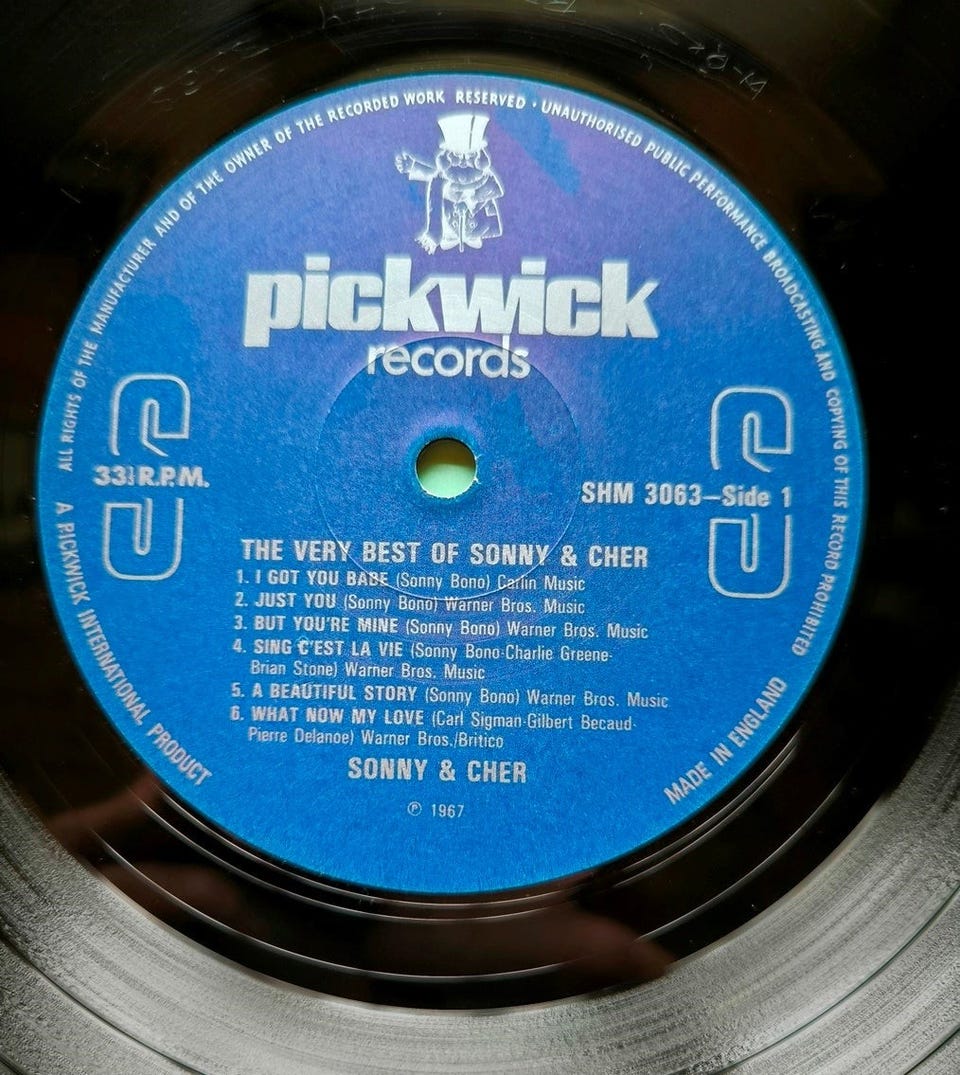 ALL RIGHTS OF THE MANUFACTURER AND OF THE OWNER OF THE RECORDED WORK RESERVED · UNAUTHORISED PUBLIC PERFORMANCE BROADCASTING AND COPYING OF THIS RECORD PROHIBITED
pickwick
records
33⅓ R.P.M.
SHM 3063–Side 1
THE VERY BEST OF SONNY & CHER
1. I GOT YOU BABE (Sonny Bono) Carlin Music
2. JUST YOU (Sonny Bono) Warner Bros. Music
3. BUT YOU'RE MINE (Sonny Bono) Warner Bros. Music
4. SING C'EST LA VIE (Sonny Bono-Charlie Greene-
Brian Stone) Warner Bros. Music
5. A BEAUTIFUL STORY (Sonny Bono) Warner Bros. Music
6. WHAT NOW MY LOVE (Carl Sigman-Gilbert Becaud-
Pierre Delanoe) Warner Bros./Britico
SONNY & CHER
℗ 1967
A PICKWICK INTERNATIONAL PRODUCT
MADE IN ENGLAND